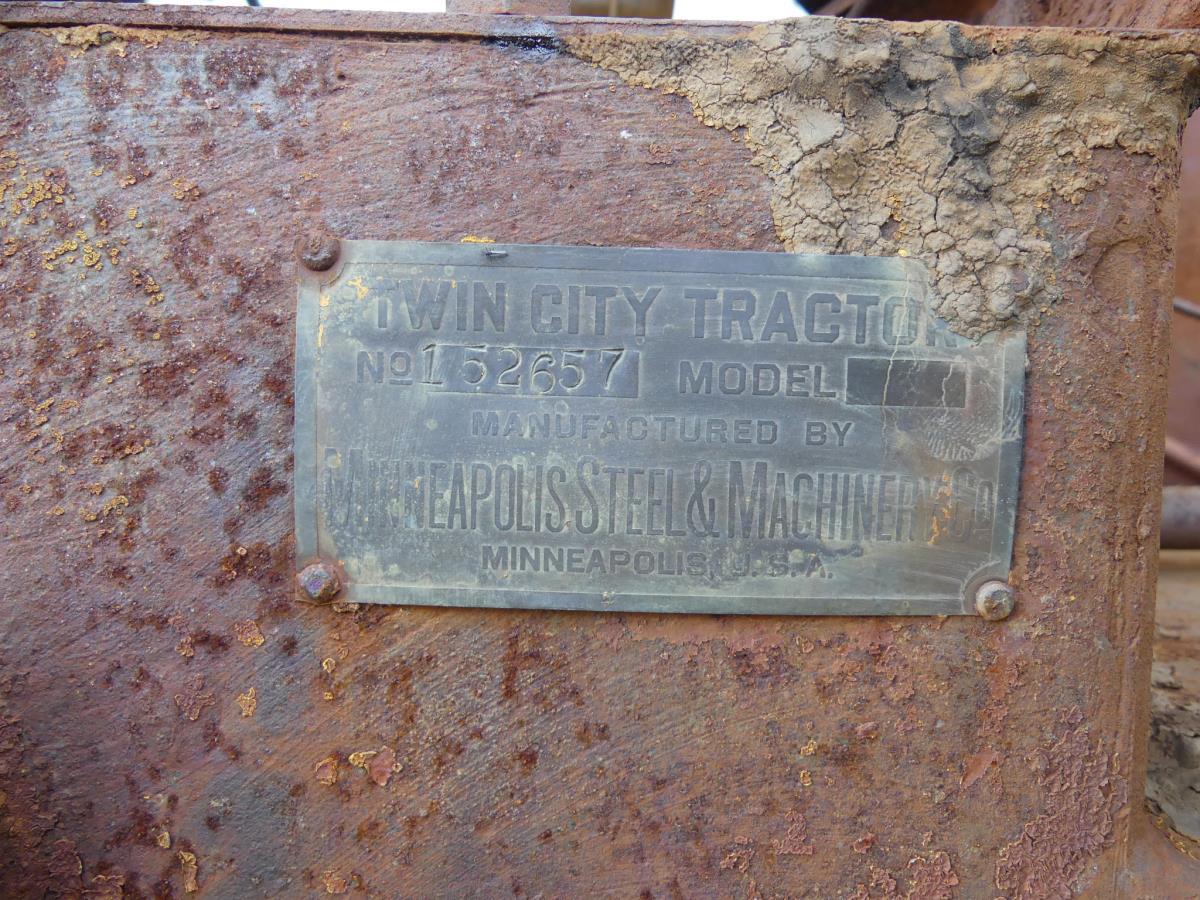 TWIN CITY TRACTOR
No 152657 MODEL
MANUFACTURED BY
MINNEAPOLIS STEEL & MACHINERY CO
MINNEAPOLIS, U.S.A.